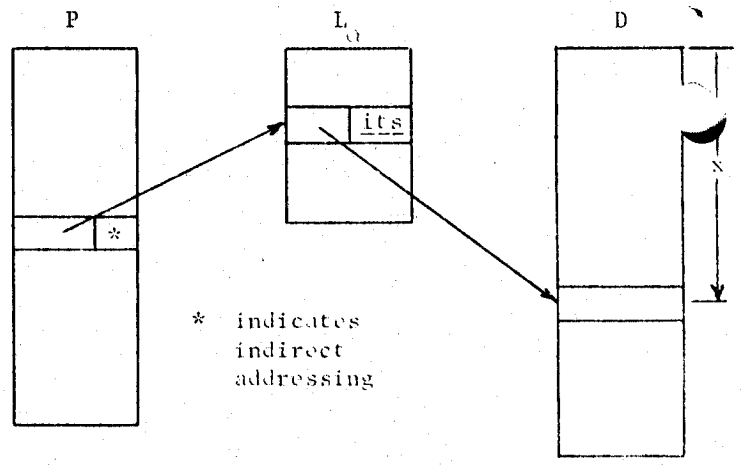 P
L
α
D
its
*
x
* indicates
indirect
addressing